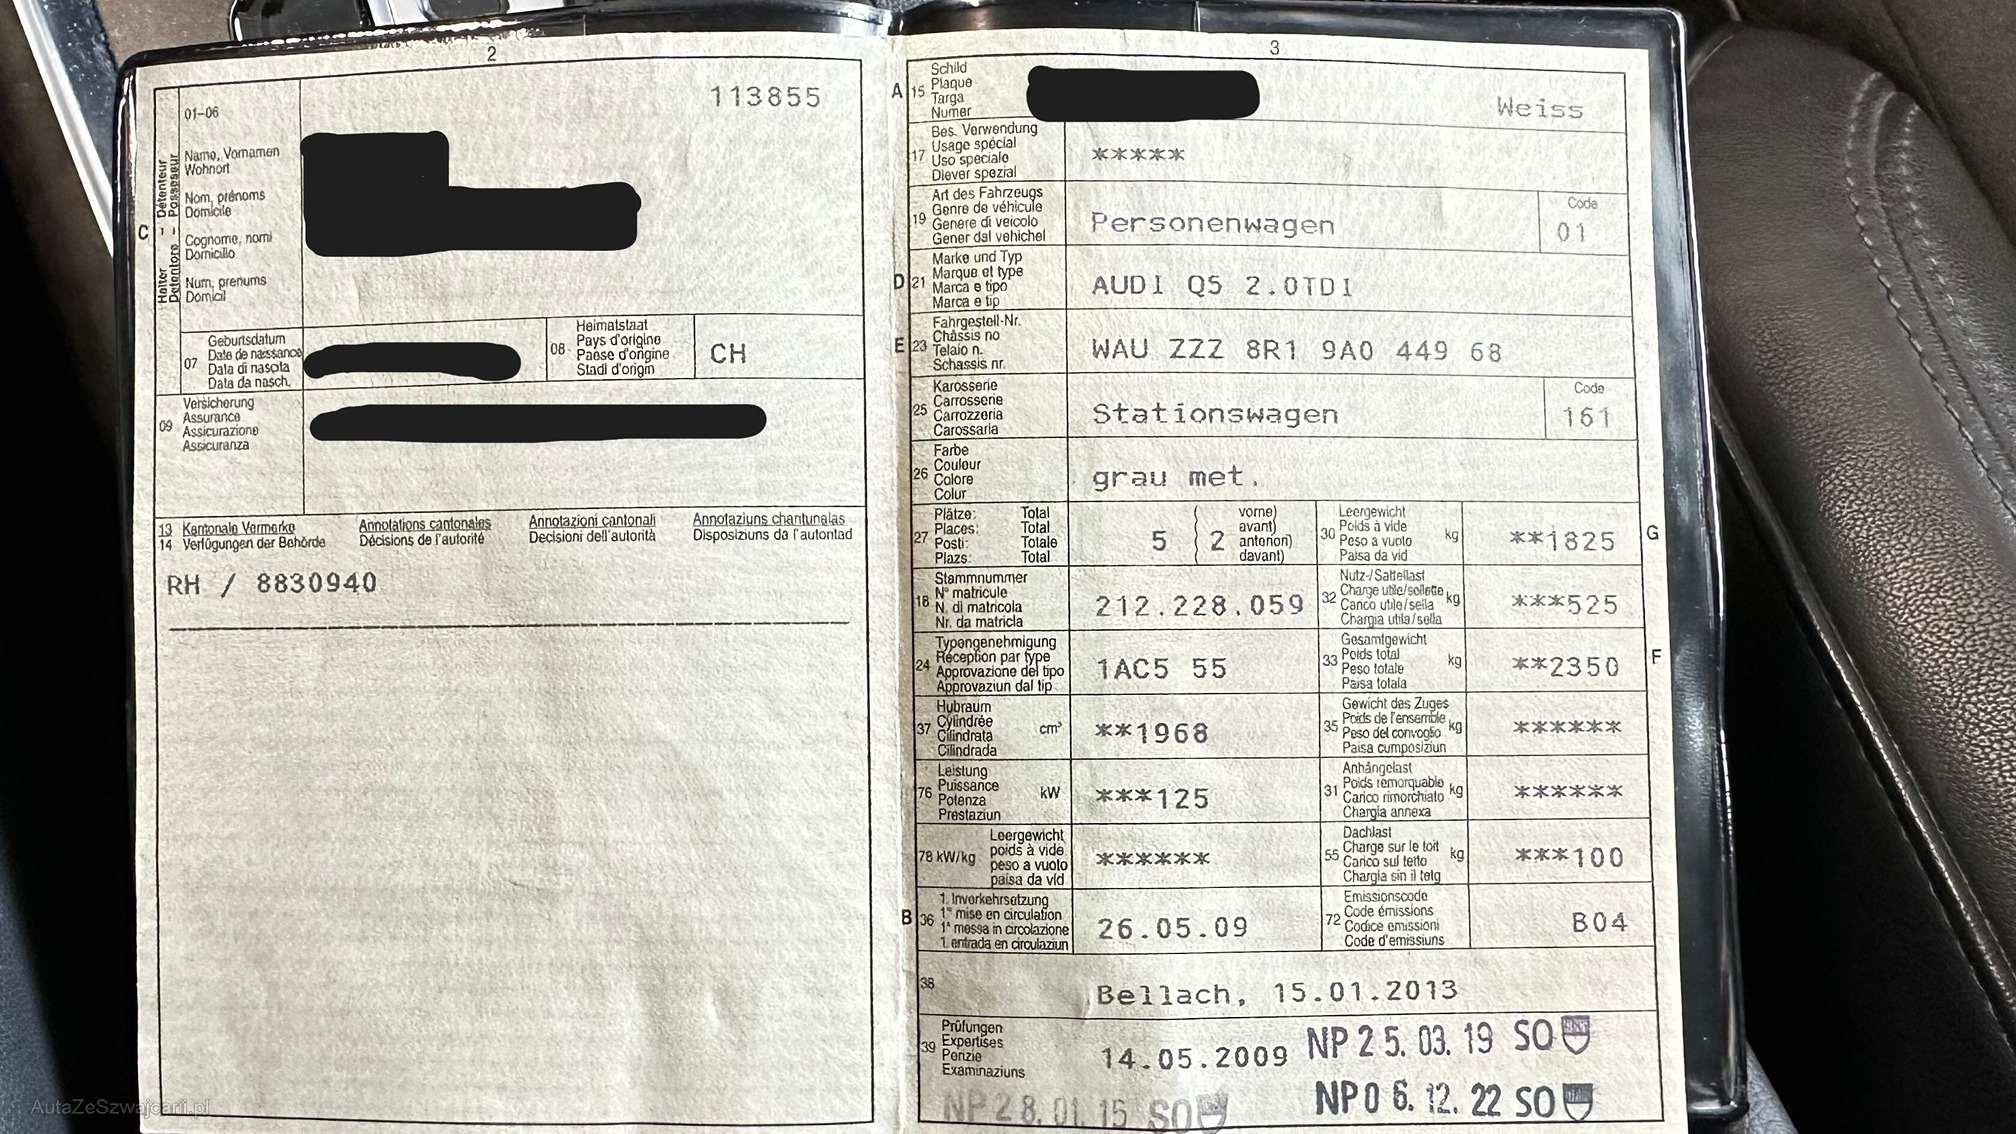 2
01-06
113855
Halter – Détenteur
Detentore – Possesseur
C
Name, Vornamen
Wohnort
Nom, prénoms
Domicile
Cognome, nomi
Domicilio
Num, prenums
Domicil
07
Geburtsdatum
Date de naissance
Data di nascita
Data da nasch.
08
Heimatstaat
Pays d'origine
Paese d'origine
Stadi d'origin
CH
09
Versicherung
Assurance
Assicurazione
Assicuranza
13 Kantonale Vermerke Annotations cantonales Annotazioni cantonali Annotaziuns chantunalas
14 Verfügungen der Behörde Décisions de l'autorité Decisioni dell'autorità Disposiziuns da l'autoritad
RH / 8830940
3
A 15
Schild
Plaque
Targa
Numer
Weiss
17
Bes. Verwendung
Usage spécial
Uso speciale
Diever spezial
*****
19
Art des Fahrzeugs
Genre de véhicule
Genere di veicolo
Gener dal vehichel
Personenwagen
Code
01
D 21
Marke und Typ
Marque et type
Marca e tipo
Marca e tip
AUDI Q5 2.0TDI
E 23
Fahrgestell-Nr.
Châssis no
Telaio n.
Schassis nr.
WAU ZZZ 8R1 9A0 449 68
25
Karosserie
Carrosserie
Carrozzeria
Carossaria
Stationswagen
Code
161
26
Farbe
Couleur
Colore
Colur
grau met.
27
Plätze: Total
Places: Total
Posti: Totale
Plazs: Total
5 ( 2
vorne)
avant)
anteriori)
davant)
30
Leergewicht
Poids à vide
Peso a vuoto
Paisa da vid
kg
**1825
G
18
Stammnummer
N° matricule
N. di matricola
Nr. da matricla
212.228.059
32
Nutz-/Sattellast
Charge utile/sellette
Carico utile/sella
Chargia utila/sella
kg
***525
24
Typengenehmigung
Réception par type
Approvazione del tipo
Approvaziun dal tip
1AC5 55
33
Gesamtgewicht
Poids total
Peso totale
Paisa totala
kg
**2350
F
37
Hubraum
Cylindrée
Cilindrata
Cilindrada
cm³
**1968
35
Gewicht des Zuges
Poids de l'ensemble
Peso del convoglio
Paisa cumposiziun
kg
******
76
Leistung
Puissance
Potenza
Prestaziun
kW
***125
31
Anhängelast
Poids remorquable
Carico rimorchiato
Chargia annexa
kg
******
78 kW/kg
Leergewicht
poids à vide
peso a vuoto
paisa da vid
******
55
Dachlast
Charge sur le toit
Carico sul tetto
Chargia sin il tetg
kg
***100
B 36
1. Inverkehrsetzung
1re mise en circulation
1a messa in circolazione
1. entrada en circulaziun
26.05.09
72
Emissionscode
Code émissions
Codice emissioni
Code d'emissiuns
B04
38
Bellach, 15.01.2013
39
Prüfungen
Expertises
Perizie
Examinaziuns
14.05.2009
NP 25. 03. 19 SO
NP 28. 01. 15 SO
NP 06. 12. 22 SO
AutaZeSzwajcarii.pl